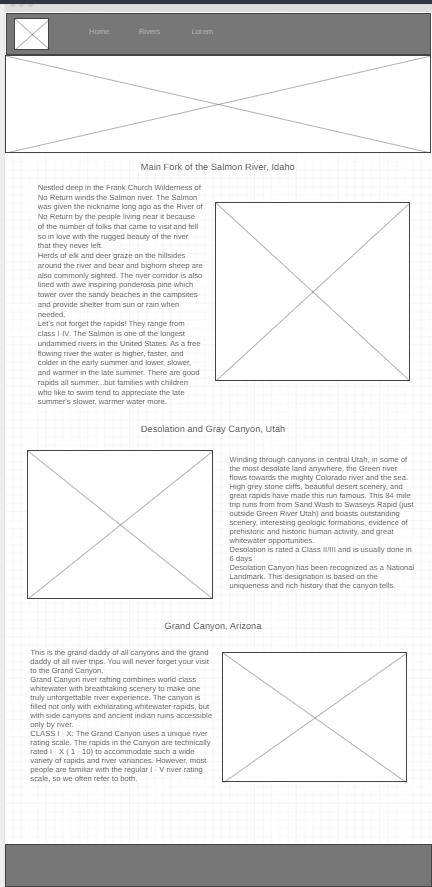 Home Rivers Lorem
Main Fork of the Salmon River, Idaho
Nestled deep in the Frank Church Wilderness of
No Return winds the Salmon river. The Salmon
was given the nickname long ago as the River of
No Return by the people living near it because
of the number of folks that came to visit and fell
so in love with the rugged beauty of the river
that they never left.
Herds of elk and deer graze on the hillsides
around the river and bear and bighorn sheep are
also commonly sighted. The river corridor is also
lined with awe inspiring ponderosa pine which
tower over the sandy beaches in the campsites
and provide shelter from sun or rain when
needed.
Let's not forget the rapids! They range from
class I-IV. The Salmon is one of the longest
undammed rivers in the United States. As a free
flowing river the water is higher, faster, and
colder in the early summer and lower, slower,
and warmer in the late summer. There are good
rapids all summer...but families with children
who like to swim tend to appreciate the late
summer's slower, warmer water more.
Desolation and Gray Canyon, Utah
Winding through canyons in central Utah, in some of
the most desolate land anywhere, the Green river
flows towards the mighty Colorado river and the sea.
High grey stone cliffs, beautiful desert scenery, and
great rapids have made this run famous. This 84 mile
trip runs from from Sand Wash to Swaseys Rapid (just
outside Green River Utah) and boasts outstanding
scenery, interesting geologic formations, evidence of
prehistoric and historic human activity, and great
whitewater opportunities.
Desolation is rated a Class II/III and is usually done in
6 days
Desolation Canyon has been recognized as a National
Landmark. This designation is based on the
uniqueness and rich history that the canyon tells.
Grand Canyon, Arizona
This is the grand daddy of all canyons and the grand
daddy of all river trips. You will never forget your visit
to the Grand Canyon.
Grand Canyon river rafting combines world-class
whitewater with breathtaking scenery to make one
truly unforgettable river experience. The canyon is
filled not only with exhilarating whitewater rapids, but
with side canyons and ancient indian ruins accessible
only by river.
CLASS I - X: The Grand Canyon uses a unique river
rating scale. The rapids in the Canyon are technically
rated I - X ( 1 - 10) to accommodate such a wide
variety of rapids and river variances. However, most
people are familiar with the regular I - V river rating
scale, so we often refer to both.